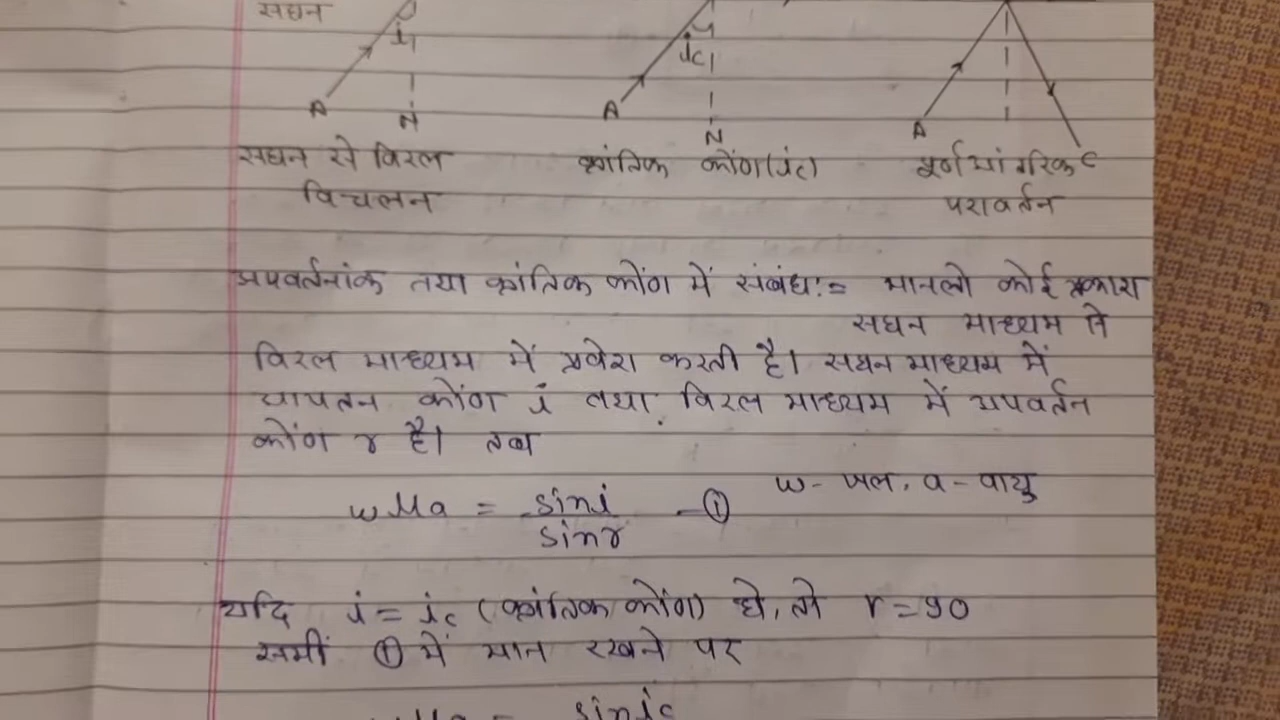 सघन
i
ic
A
N
A
N
A
C
सघन से विरल
क्रांतिक कोंण(ic)
पूर्ण आंतरिक
विचलन
परावर्तन
अपवर्तनांक तथा क्रांतिक कोंण में संबंध:= मानलो कोई प्रकाश
सघन माध्यम से
विरल माध्यम में प्रवेश करती है। सघन माध्यम में
आपतन कोंण i तथा विरल माध्यम में अपवर्तन
कोंण r है। तब
wμa = sini / sinr - ①
w- जल, a- वायु
यदि i = ic (क्रांतिक कोंण) हो, तो r = 90
समी ① में मान रखने पर
wμa = sinic